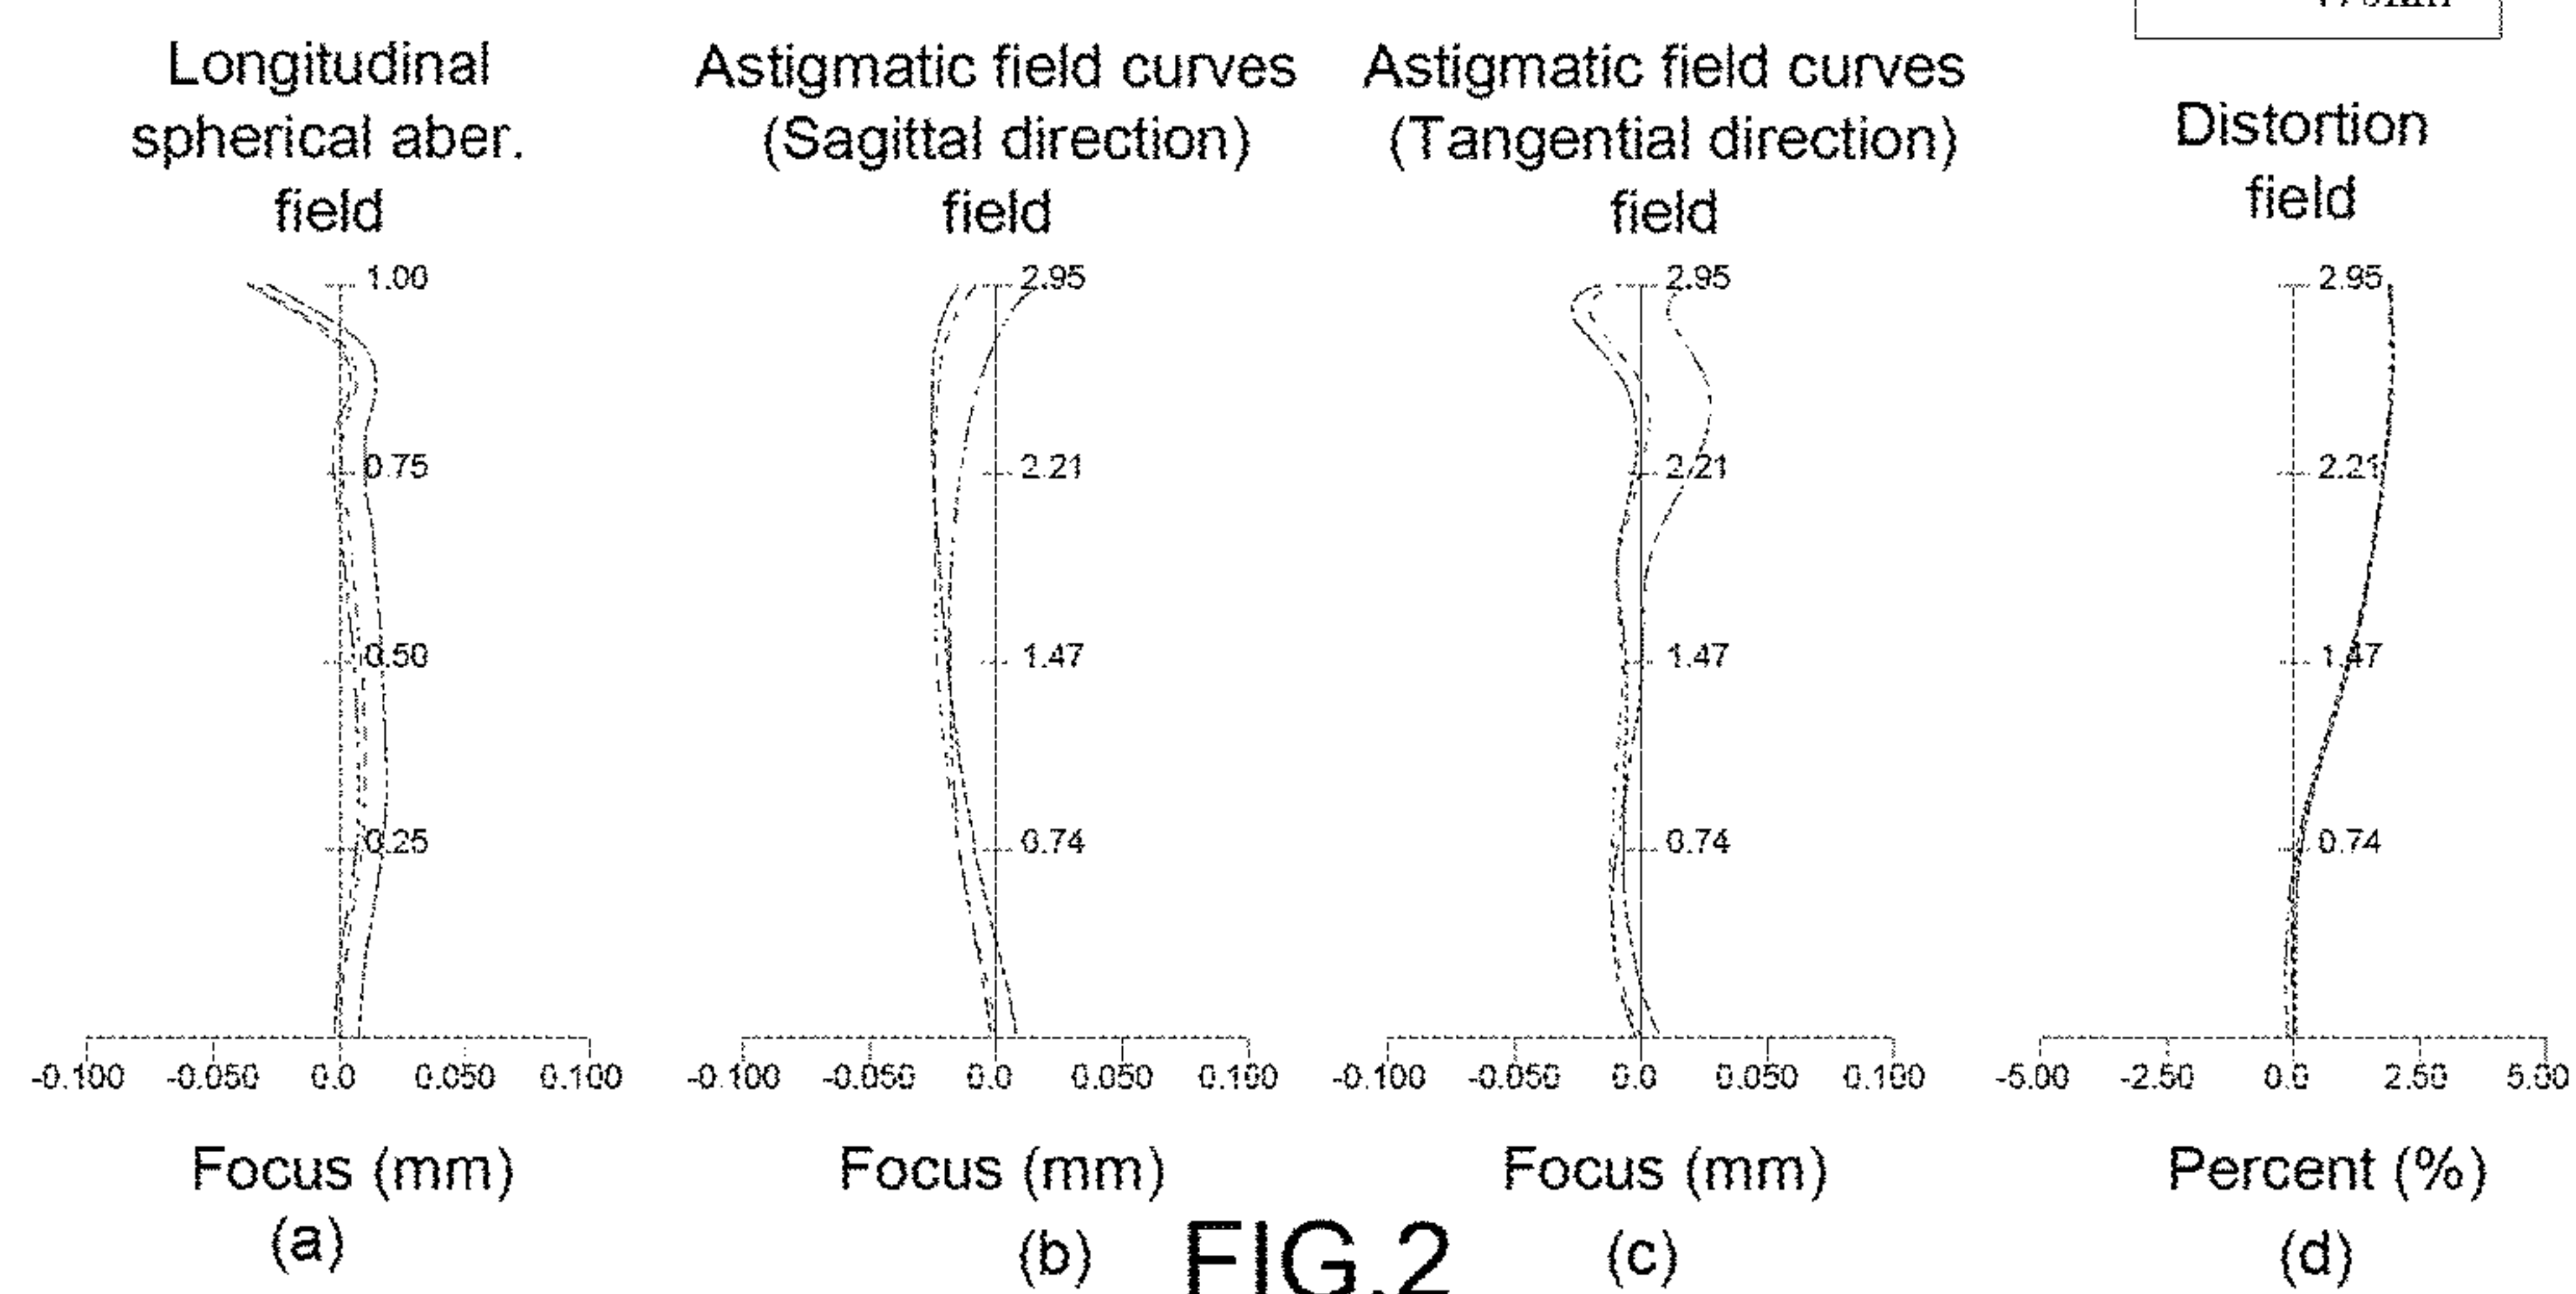 Longitudinal
spherical aber.
field
1.00
0.75
0.50
0.25
-0.100 -0.050 0.0 0.050 0.100
Focus (mm)
(a)
Astigmatic field curves
(Sagittal direction)
field
2.95
2.21
1.47
0.74
-0.100 -0.050 0.0 0.050 0.100
Focus (mm)
(b)
Astigmatic field curves
(Tangential direction)
field
2.95
2.21
1.47
0.74
-0.100 -0.050 0.0 0.050 0.100
Focus (mm)
(c)
Distortion
field
2.95
2.21
1.47
0.74
-5.00 -2.50 0.0 2.50 5.00
Percent (%)
(d)
FIG.2